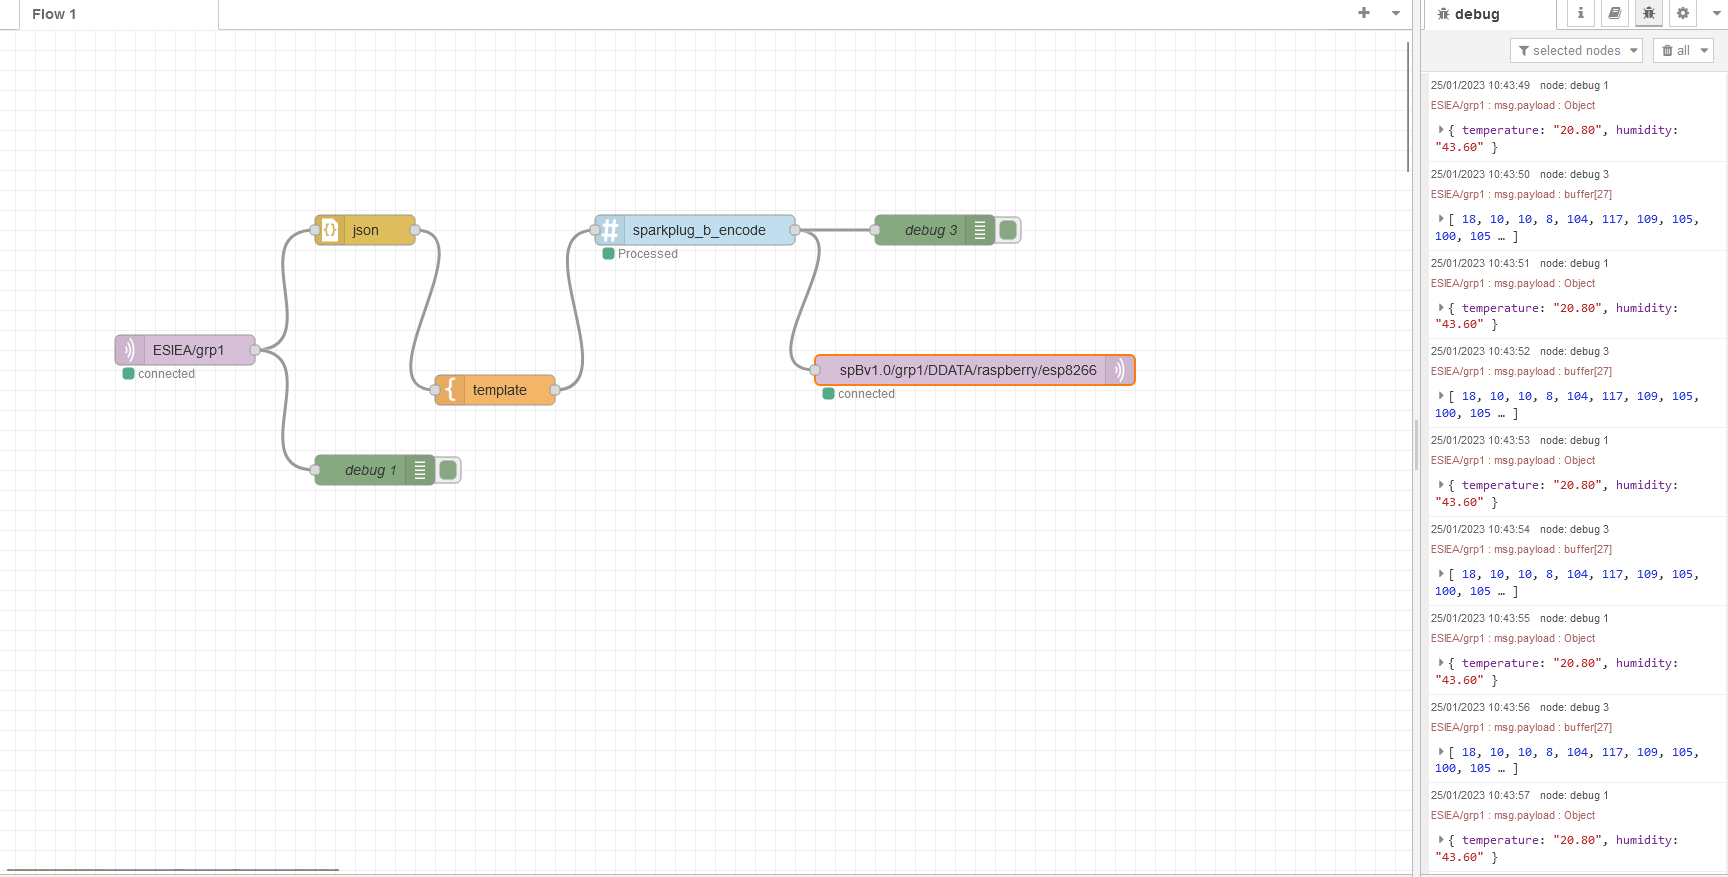 Flow 1
debug
selected nodes
all
json
sparkplug_b_encode
Processed
debug 3
ESIEA/grp1
connected
template
spBv1.0/grp1/DDATA/raspberry/esp8266
connected
debug 1
25/01/2023 10:43:49 node: debug 1
ESIEA/grp1 : msg.payload : Object
{ temperature: "20.80", humidity:
"43.60" }
25/01/2023 10:43:50 node: debug 3
ESIEA/grp1 : msg.payload : buffer[27]
[ 18, 10, 10, 8, 104, 117, 109, 105,
100, 105 … ]
25/01/2023 10:43:51 node: debug 1
ESIEA/grp1 : msg.payload : Object
{ temperature: "20.80", humidity:
"43.60" }
25/01/2023 10:43:52 node: debug 3
ESIEA/grp1 : msg.payload : buffer[27]
[ 18, 10, 10, 8, 104, 117, 109, 105,
100, 105 … ]
25/01/2023 10:43:53 node: debug 1
ESIEA/grp1 : msg.payload : Object
{ temperature: "20.80", humidity:
"43.60" }
25/01/2023 10:43:54 node: debug 3
ESIEA/grp1 : msg.payload : buffer[27]
[ 18, 10, 10, 8, 104, 117, 109, 105,
100, 105 … ]
25/01/2023 10:43:55 node: debug 1
ESIEA/grp1 : msg.payload : Object
{ temperature: "20.80", humidity:
"43.60" }
25/01/2023 10:43:56 node: debug 3
ESIEA/grp1 : msg.payload : buffer[27]
[ 18, 10, 10, 8, 104, 117, 109, 105,
100, 105 … ]
25/01/2023 10:43:57 node: debug 1
ESIEA/grp1 : msg.payload : Object
{ temperature: "20.80", humidity:
"43.60" }